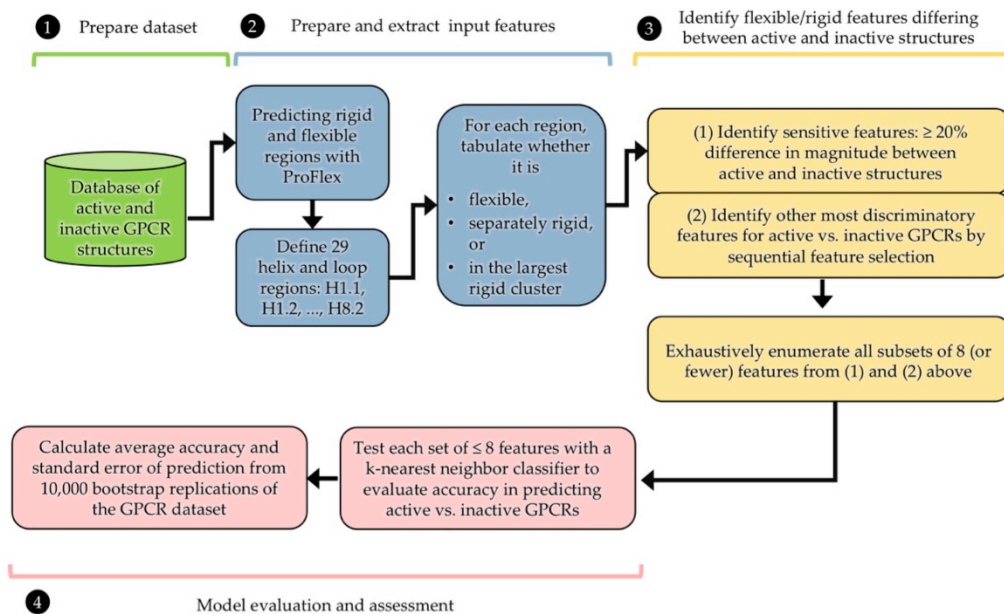 1 Prepare dataset
2 Prepare and extract input features
3 Identify flexible/rigid features differing
between active and inactive structures
Database of
active and
inactive GPCR
structures
Predicting rigid
and flexible
regions with
ProFlex
Define 29
helix and loop
regions: H1.1,
H1.2, ..., H8.2
For each region,
tabulate whether it
is
• flexible,
• separately rigid,
or
• in the largest
rigid cluster
(1) Identify sensitive features: ≥ 20%
difference in magnitude between
active and inactive structures
(2) Identify other most discriminatory
features for active vs. inactive GPCRs by
sequential feature selection
Exhaustively enumerate all subsets of 8 (or
fewer) features from (1) and (2) above
Test each set of ≤ 8 features with a
k-nearest neighbor classifier to
evaluate accuracy in predicting
active vs. inactive GPCRs
Calculate average accuracy and
standard error of prediction from
10,000 bootstrap replications of
the GPCR dataset
4 Model evaluation and assessment